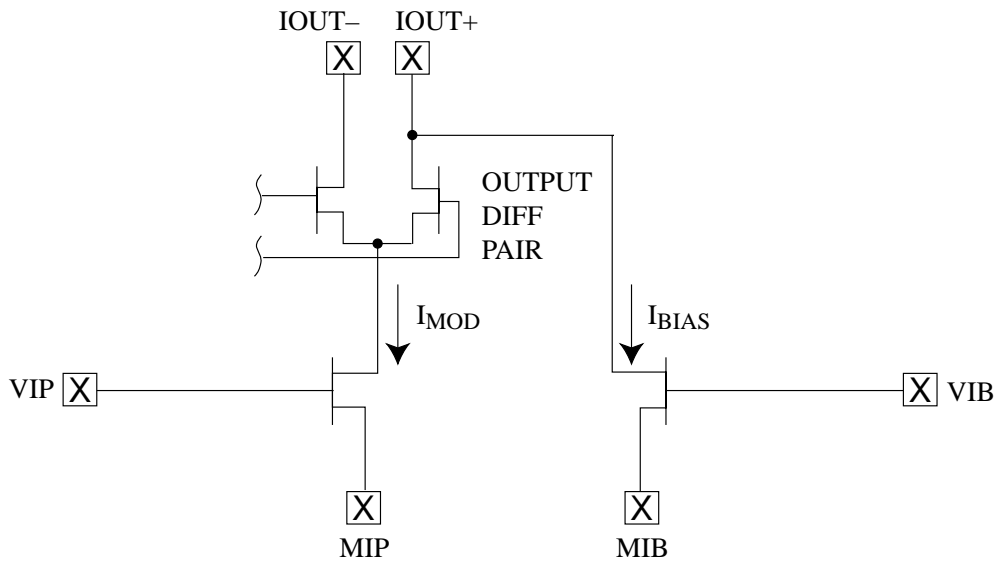 IOUT– IOUT+
X X
OUTPUT
DIFF
PAIR
IMOD IBIAS
VIP X X VIB
X X
MIP MIB